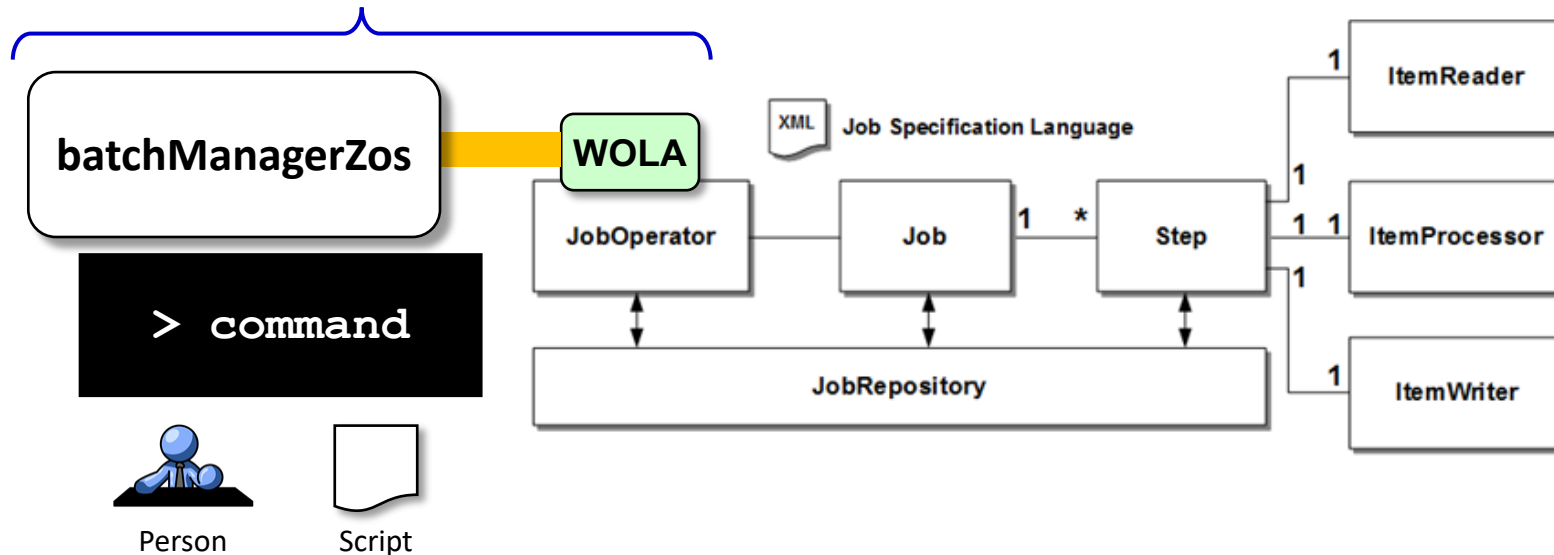 batchManagerZos
WOLA
> command
Person
Script
XML
Job Specification Language
JobOperator
Job
1
*
Step
1
1
1
1
1
1
ItemReader
ItemProcessor
ItemWriter
JobRepository